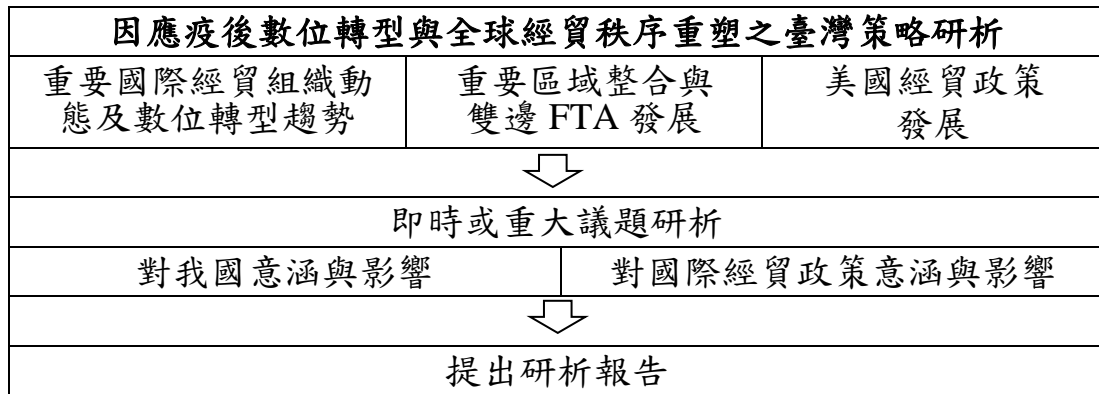 因應疫後數位轉型與全球經貿秩序重塑之臺灣策略研析
重要國際經貿組織動
態及數位轉型趨勢
重要區域整合與
雙邊 FTA 發展
美國經貿政策
發展
即時或重大議題研析
對我國意涵與影響
對國際經貿政策意涵與影響
提出研析報告